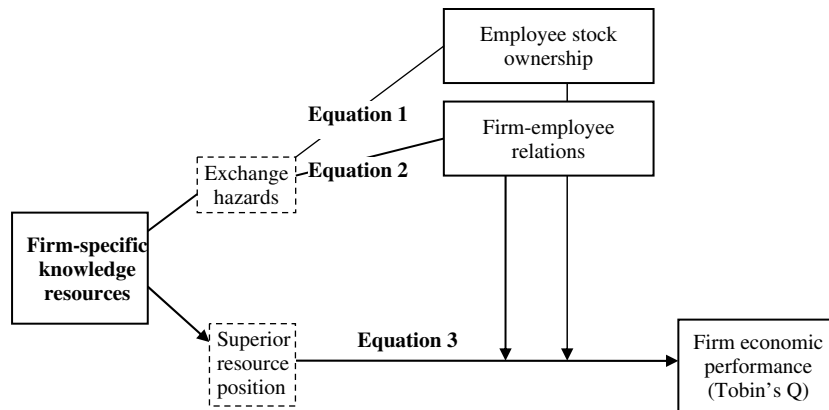 Employee stock
ownership
Equation 1
Firm-employee
relations
Equation 2
Exchange
hazards
Firm-specific
knowledge
resources
Superior
resource
position
Equation 3
Firm economic
performance
(Tobin’s Q)